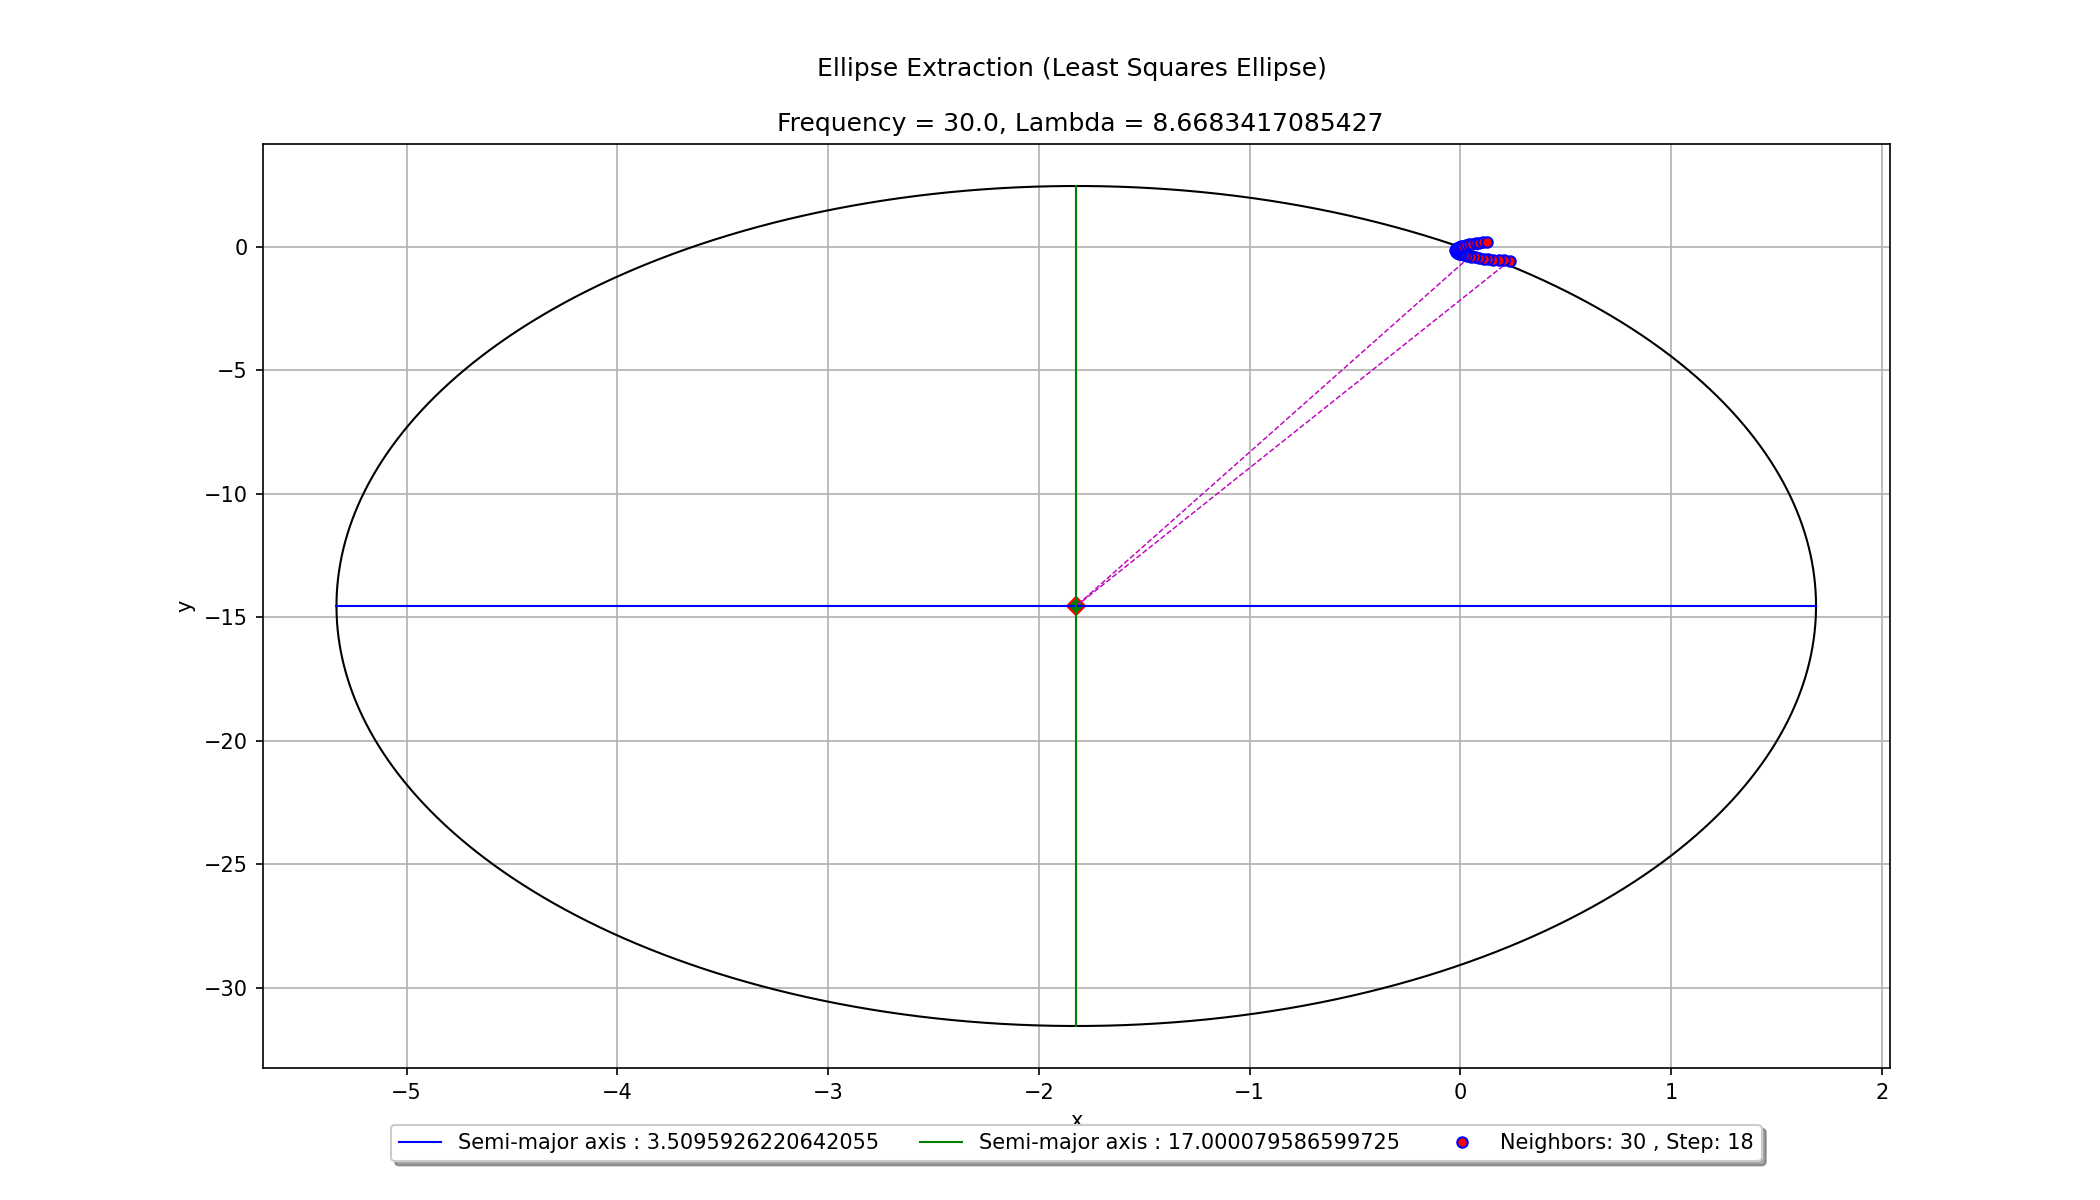 Ellipse Extraction (Least Squares Ellipse)
Frequency = 30.0, Lambda = 8.6683417085427
0
−5
−10
−15
−20
−25
−30
y
−5 −4 −3 −2 −1 0 1 2
x
Semi-major axis : 3.5095926220642055 Semi-major axis : 17.000079586599725 Neighbors: 30 , Step: 18